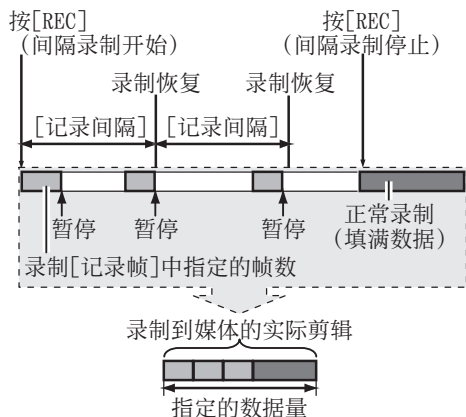 按[REC]
(间隔录制开始)
按[REC]
(间隔录制停止)
录制恢复
录制恢复
[记录间隔]
[记录间隔]
暂停
暂停
暂停
正常录制
(填满数据)
录制[记录帧]中指定的帧数
录制到媒体的实际剪辑
指定的数据量